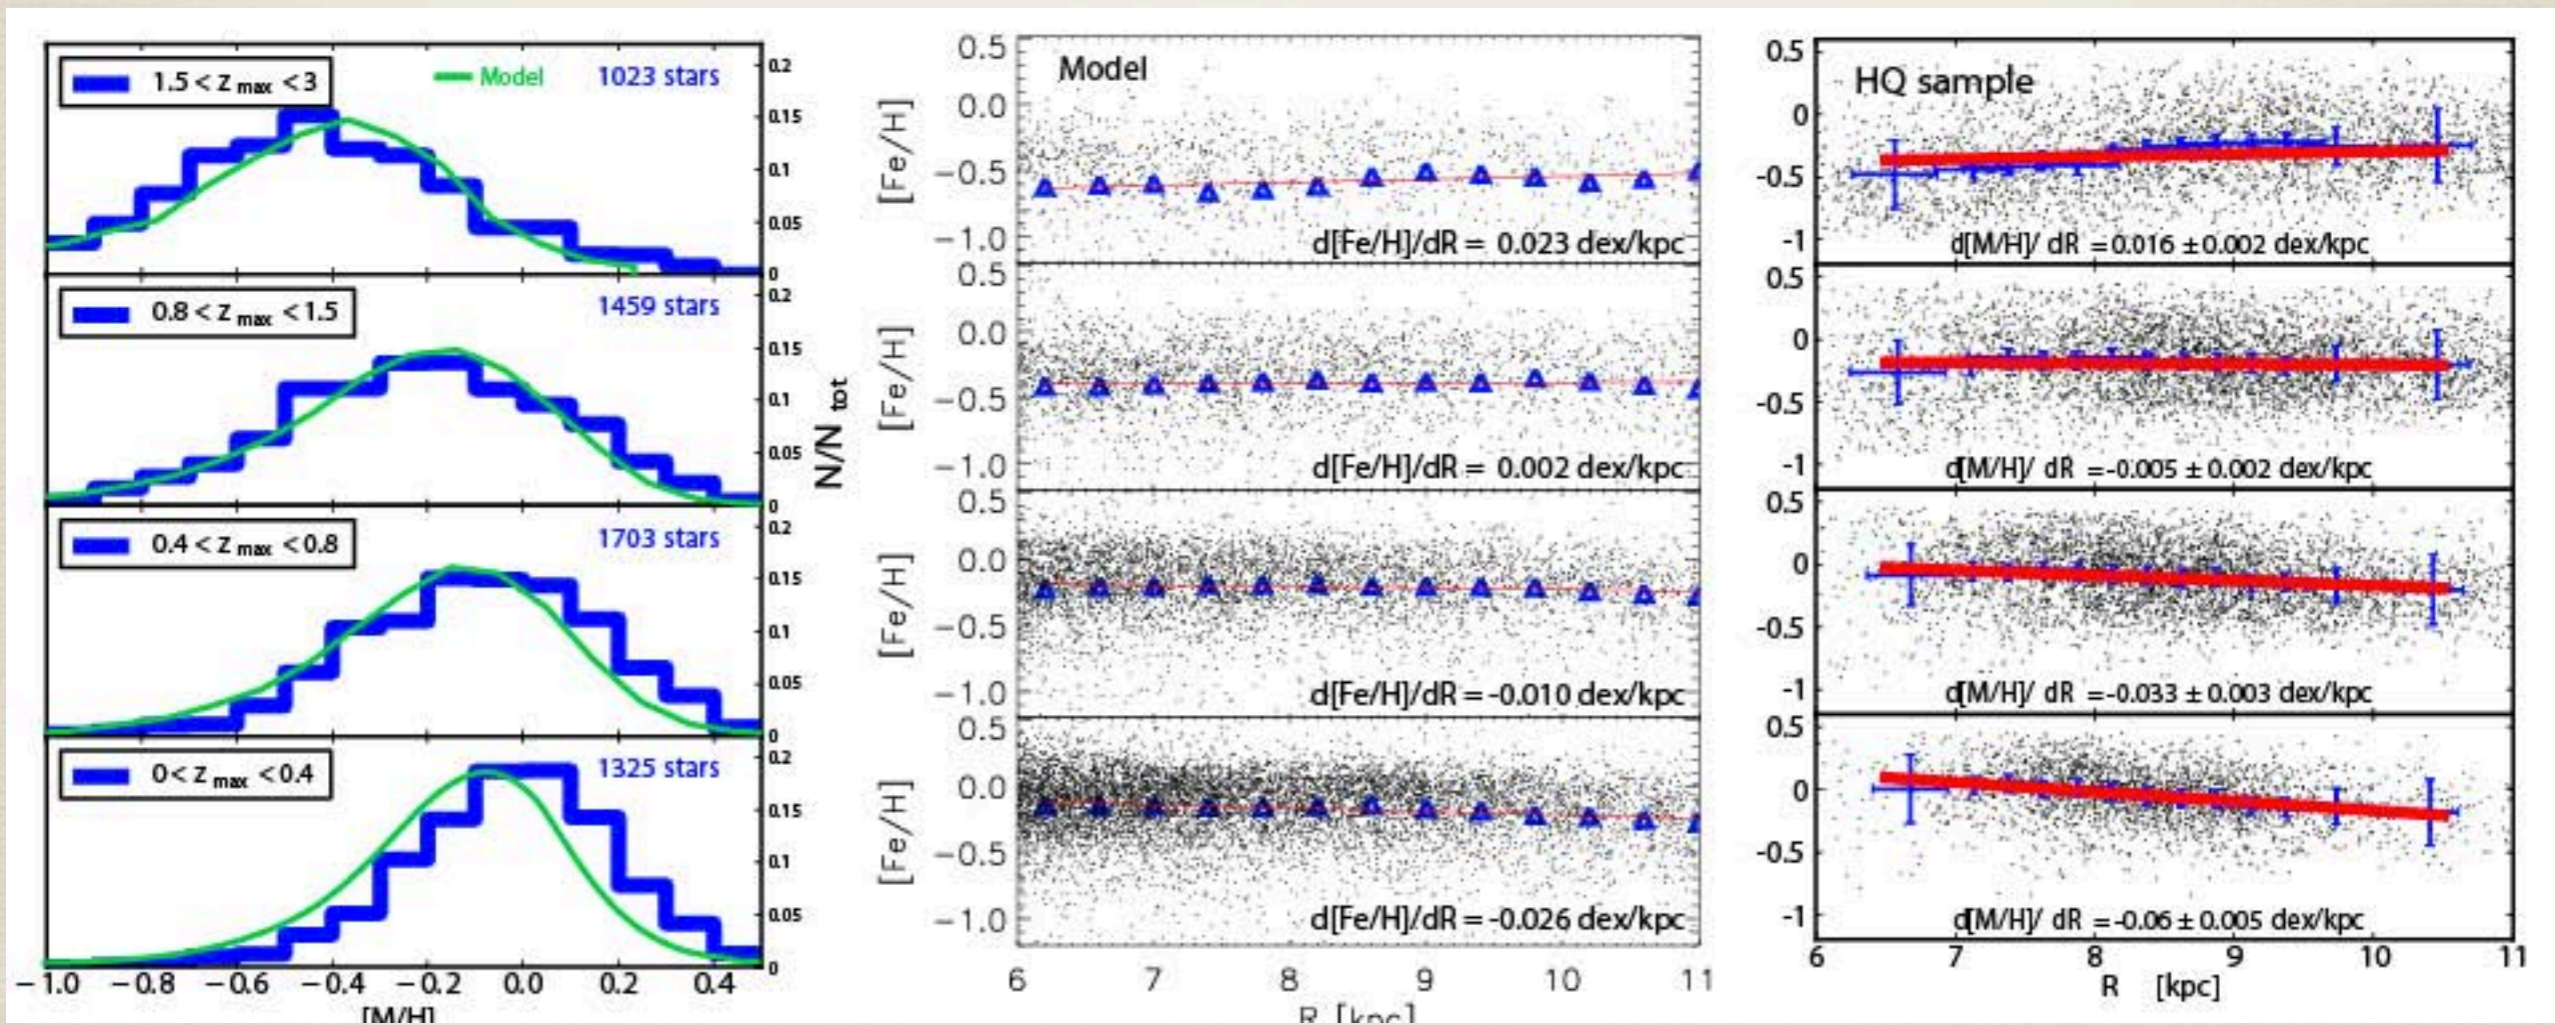 1.5 < z max < 3
Model
1023 stars
0.2
0.15
0.1
0.05
0
0.8 < z max < 1.5
1459 stars
0.2
0.15
0.1
0.05
0
0.4 < z max < 0.8
1703 stars
0.2
0.15
0.1
0.05
0
0 < z max < 0.4
1325 stars
0.2
0.15
0.1
0.05
0
N/N tot
−1.0 −0.8 −0.6 −0.4 −0.2 0.0 0.2 0.4
[M/H]
Model
[Fe/H]
0.5
0.0
−0.5
−1.0
d[Fe/H]/dR = 0.023 dex/kpc
[Fe/H]
0.5
0.0
−0.5
−1.0
d[Fe/H]/dR = 0.002 dex/kpc
[Fe/H]
0.5
0.0
−0.5
−1.0
d[Fe/H]/dR = -0.010 dex/kpc
[Fe/H]
0.5
0.0
−0.5
−1.0
d[Fe/H]/dR = -0.026 dex/kpc
6 7 8 9 10 11
R [kpc]
HQ sample
0.5
0
-0.5
-1
d[M/H]/ dR = 0.016 ± 0.002 dex/kpc
0.5
0
-0.5
-1
d[M/H]/ dR = -0.005 ± 0.002 dex/kpc
0.5
0
-0.5
-1
d[M/H]/ dR = -0.033 ± 0.003 dex/kpc
0.5
0
-0.5
-1
d[M/H]/ dR = -0.06 ± 0.005 dex/kpc
6 7 8 9 10 11
R [kpc]